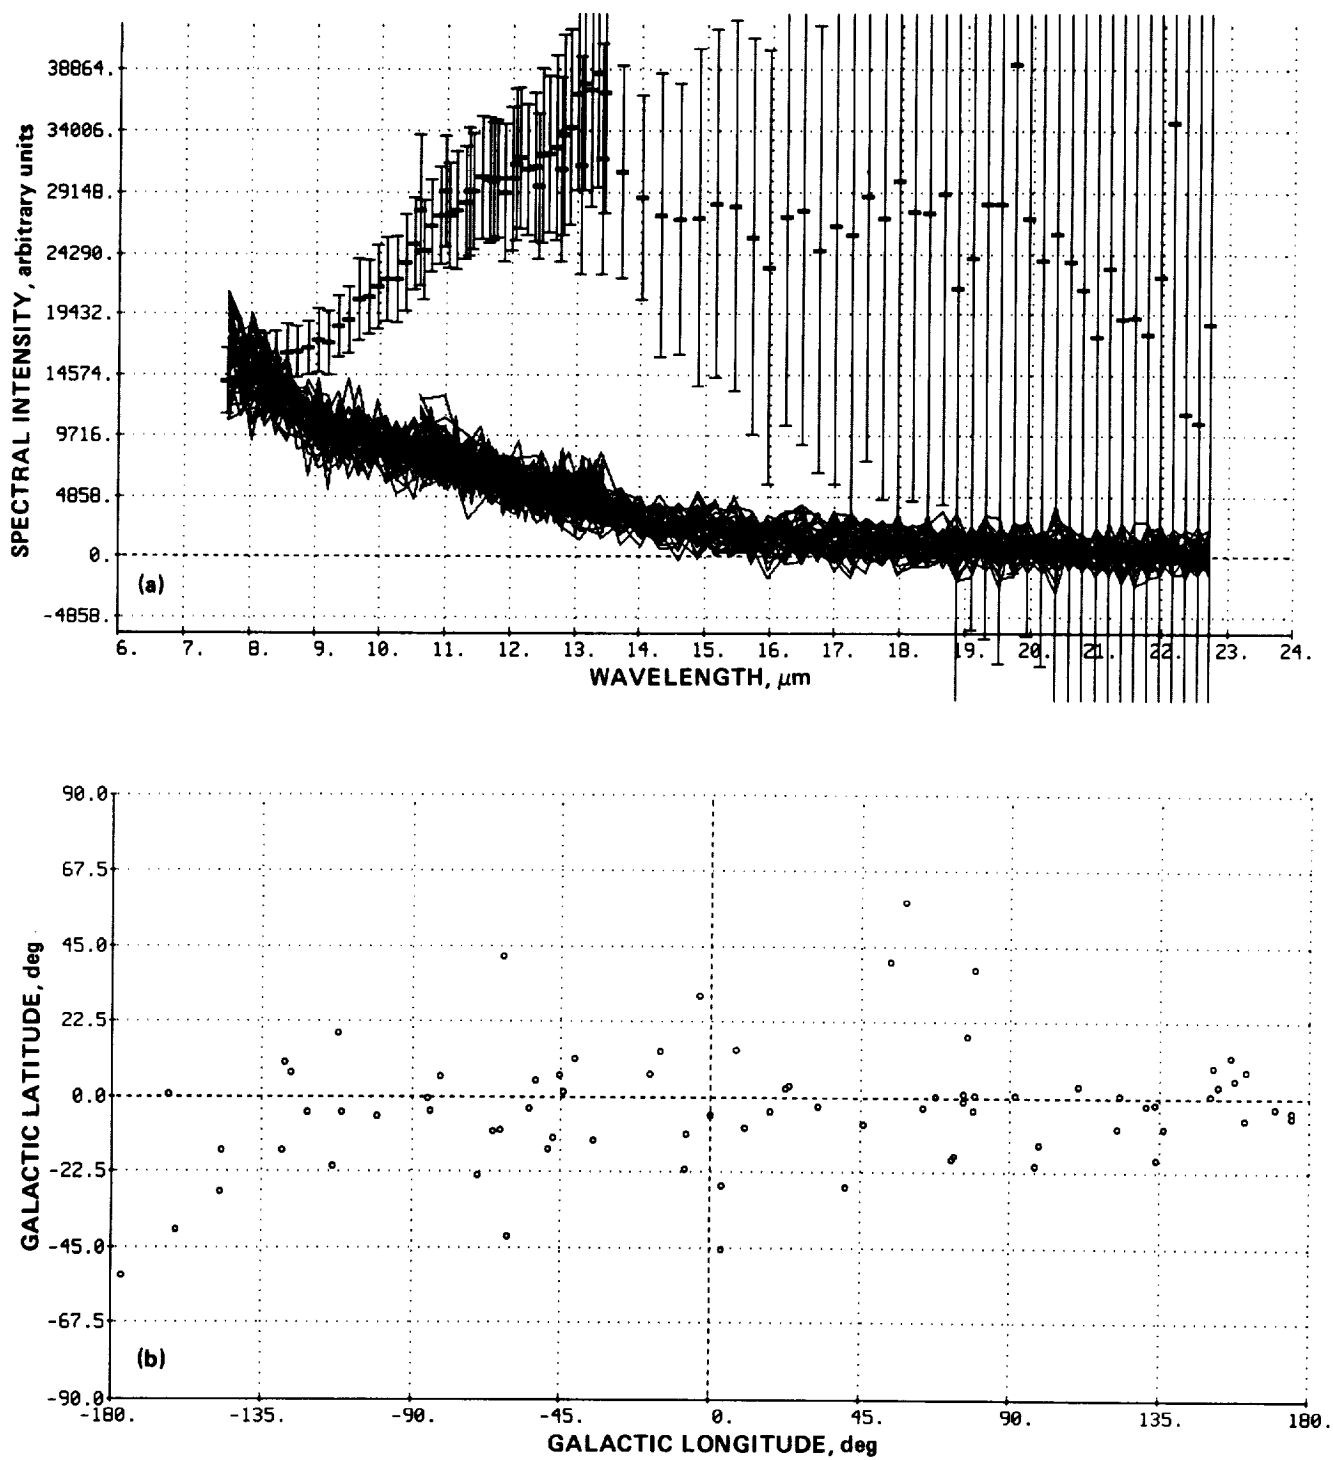 38864.
34006.
29148.
24290.
19432.
14574.
9716.
4858.
0.
-4858.
SPECTRAL INTENSITY, arbitrary units
(a)
6. 7. 8. 9. 10. 11. 12. 13. 14. 15. 16. 17. 18. 19. 20. 21. 22. 23. 24.
WAVELENGTH, μm
90.0
67.5
45.0
22.5
0.0
-22.5
-45.0
-67.5
-90.0
GALACTIC LATITUDE, deg
(b)
-180. -135. -90. -45. 0. 45. 90. 135. 180.
GALACTIC LONGITUDE, deg